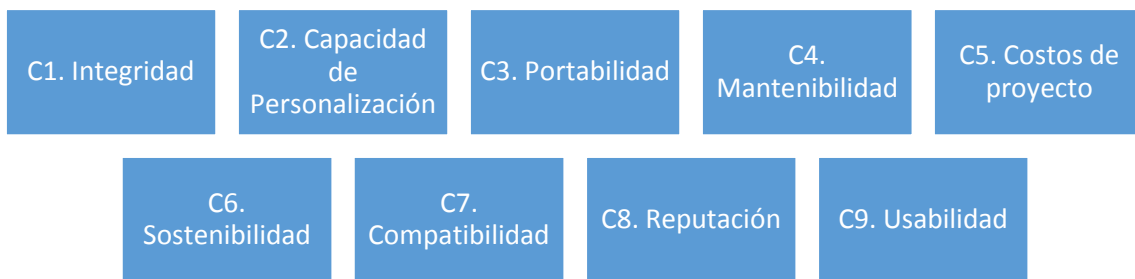 C1. Integridad
C2. Capacidad
de
Personalización
C3. Portabilidad
C4.
Mantenibilidad
C5. Costos de
proyecto
C6.
Sostenibilidad
C7.
Compatibilidad
C8. Reputación
C9. Usabilidad